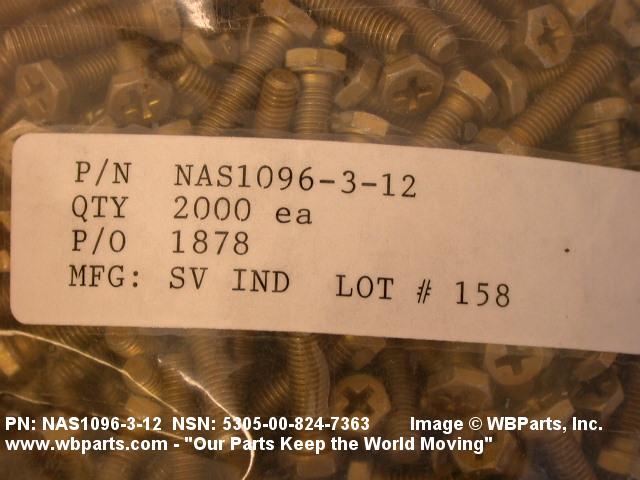 P/N NAS1096-3-12
QTY 2000 ea
P/O 1878
MFG: SV IND LOT # 158
PN: NAS1096-3-12 NSN: 5305-00-824-7363 Image © WBParts, Inc.
www.wbparts.com - "Our Parts Keep the World Moving"